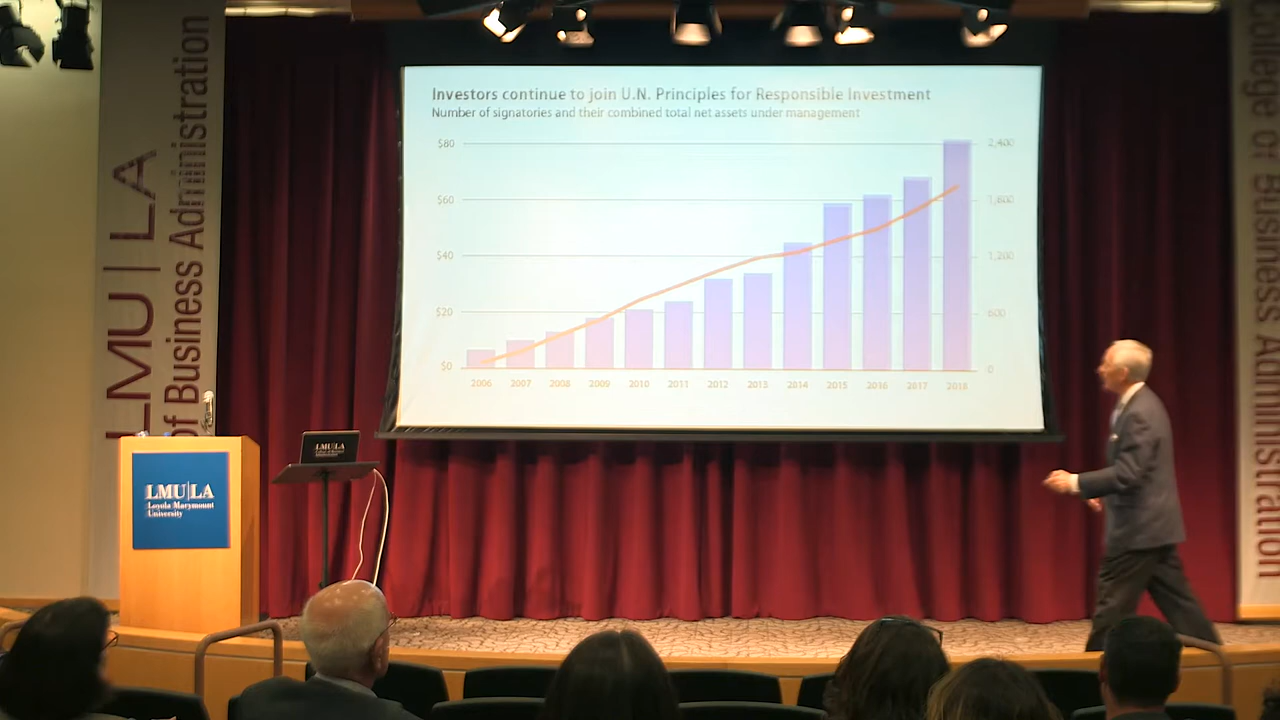 LMU | LA
of Business Administration
Investors continue to join U.N. Principles for Responsible Investment
Number of signatories and their combined total net assets under management
$80
$60
$40
$20
$0
2,400
1,800
1,200
600
0
2006 2007 2008 2009 2010 2011 2012 2013 2014 2015 2016 2017 2018
College of Business Administration
LMU|LA
LMU|LA
Loyola Marymount
University